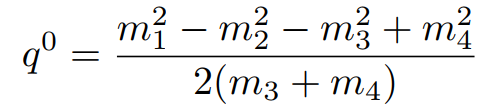 q^0 = \frac{m_1^2 - m_2^2 - m_3^2 + m_4^2}{2(m_3 + m_4)}